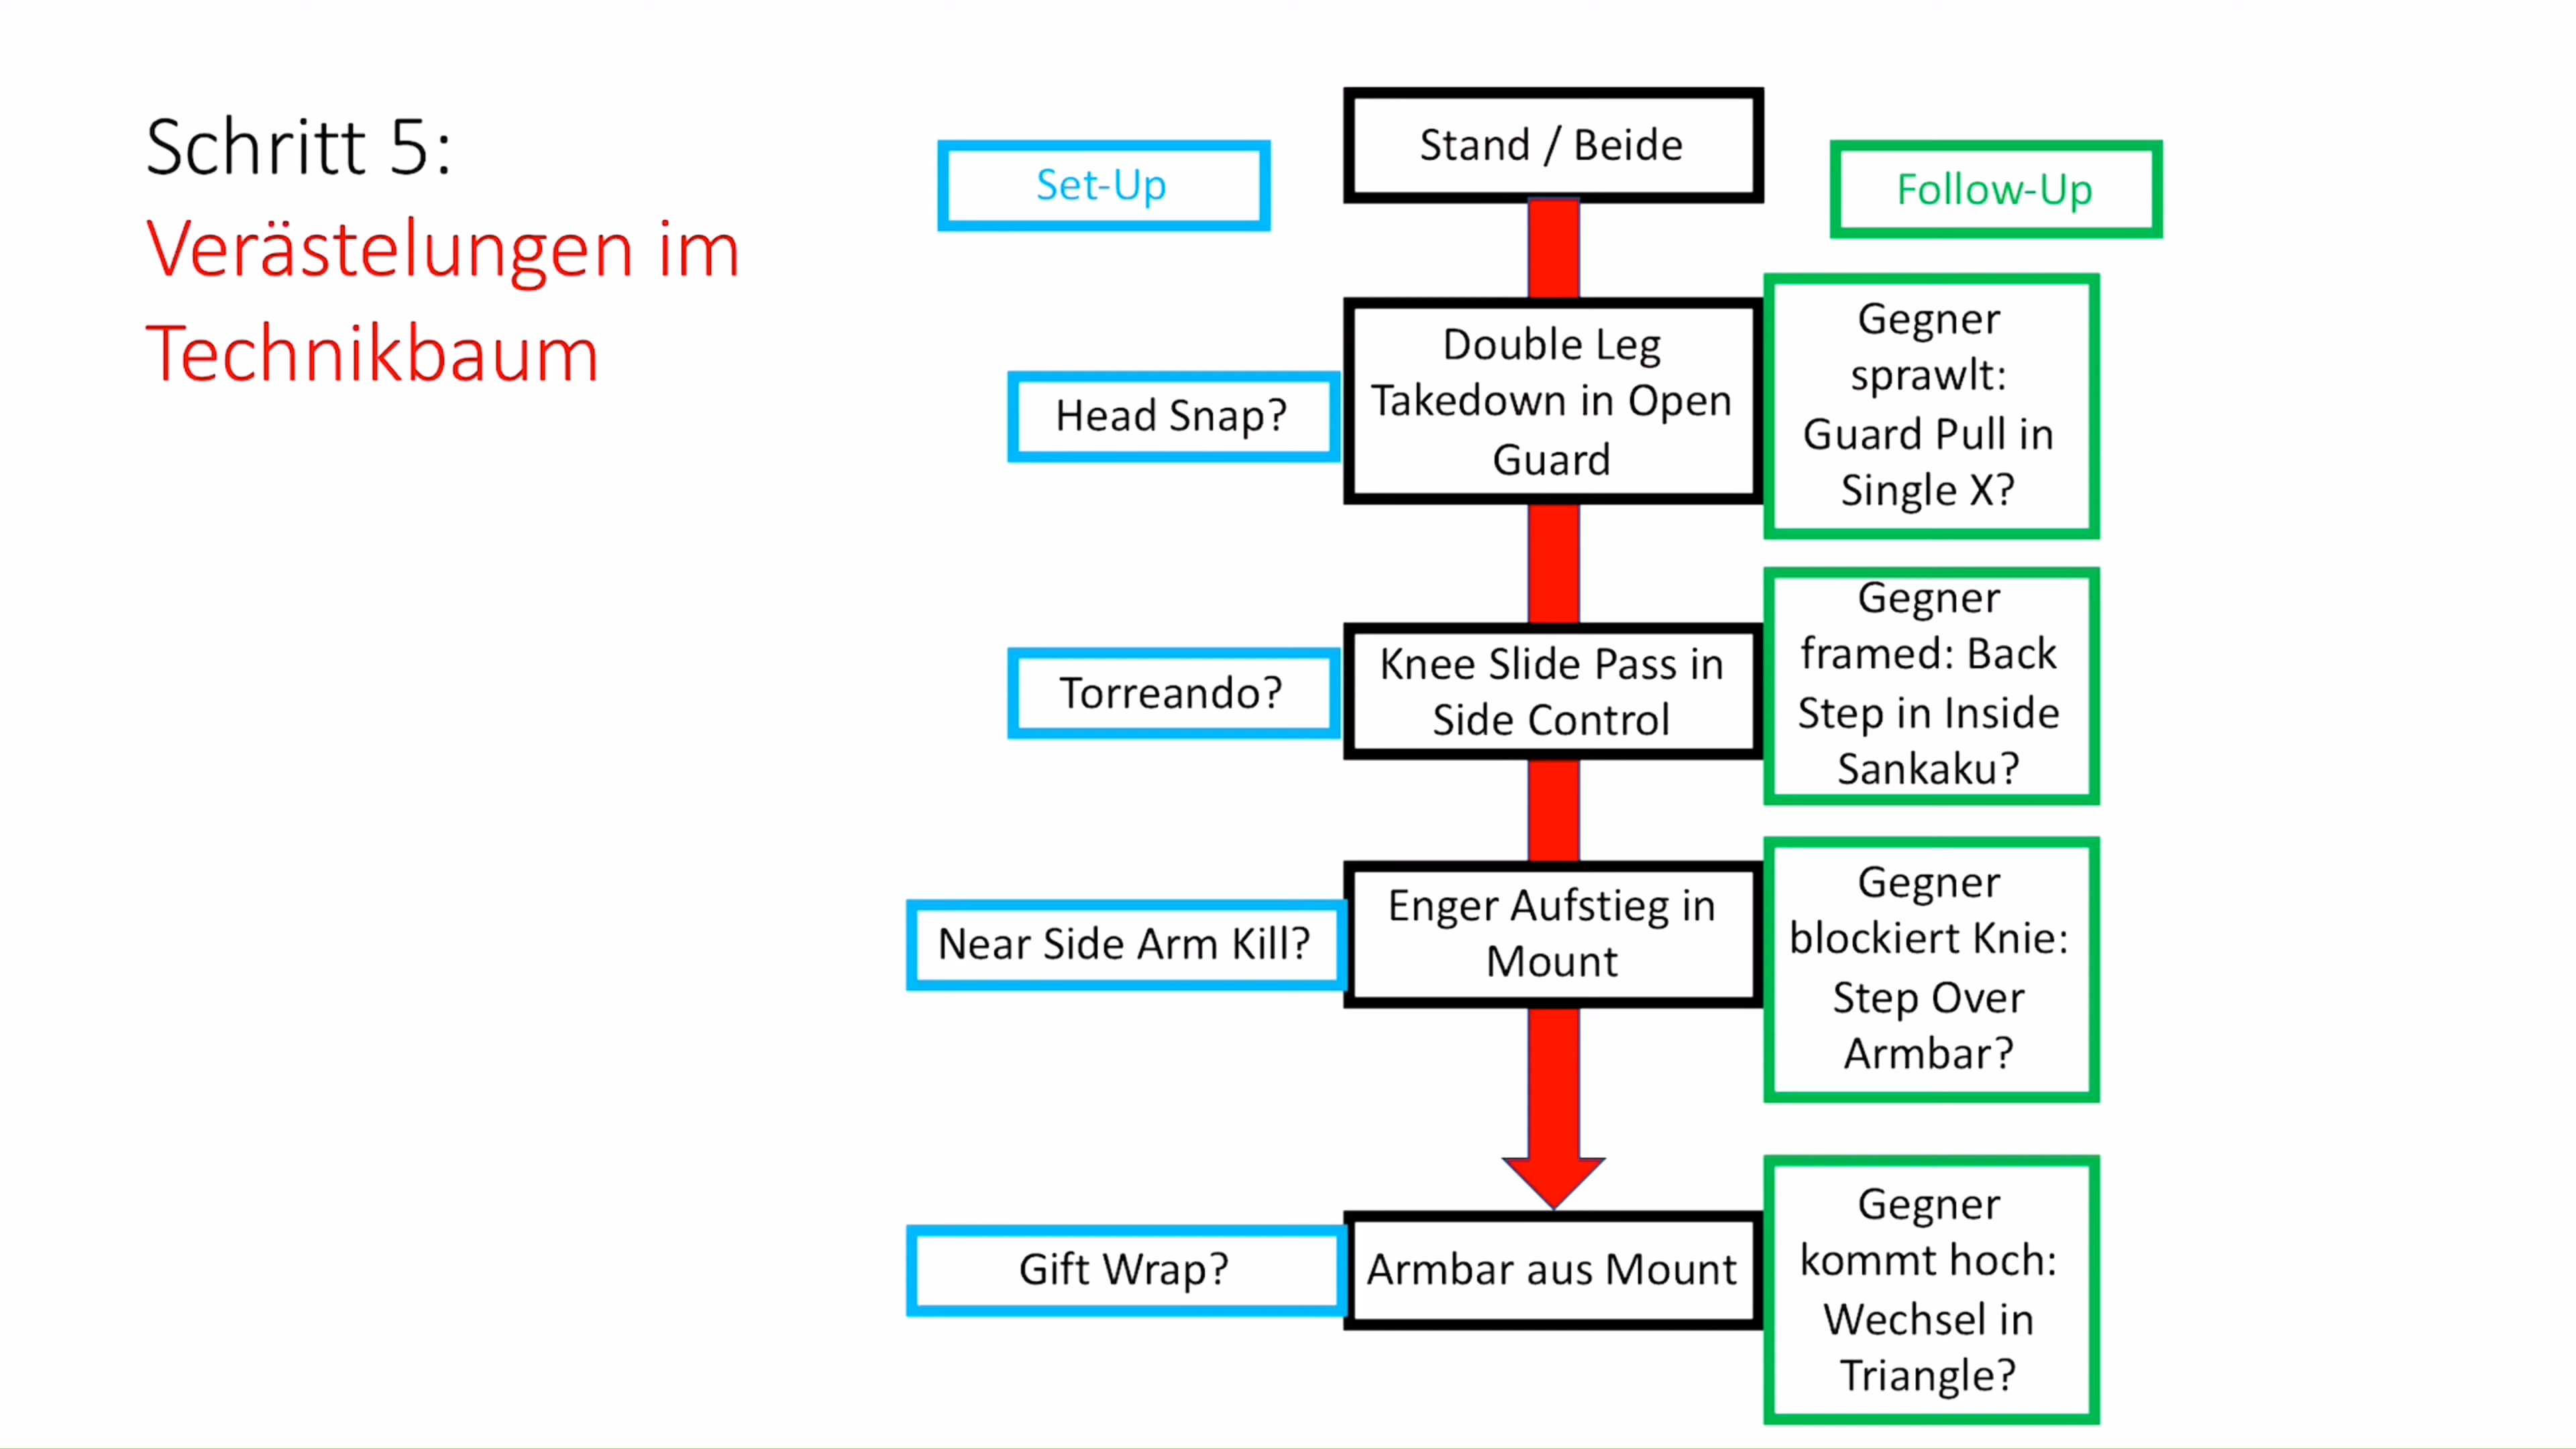 Schritt 5:
Verästelungen im
Technikbaum
Set-Up
Stand / Beide
Follow-Up
Head Snap?
Double Leg
Takedown in Open
Guard
Gegner
sprawlt:
Guard Pull in
Single X?
Torreando?
Knee Slide Pass in
Side Control
Gegner
framed: Back
Step in Inside
Sankaku?
Near Side Arm Kill?
Enger Aufstieg in
Mount
Gegner
blockiert Knie:
Step Over
Armbar?
Gift Wrap?
Armbar aus Mount
Gegner
kommt hoch:
Wechsel in
Triangle?